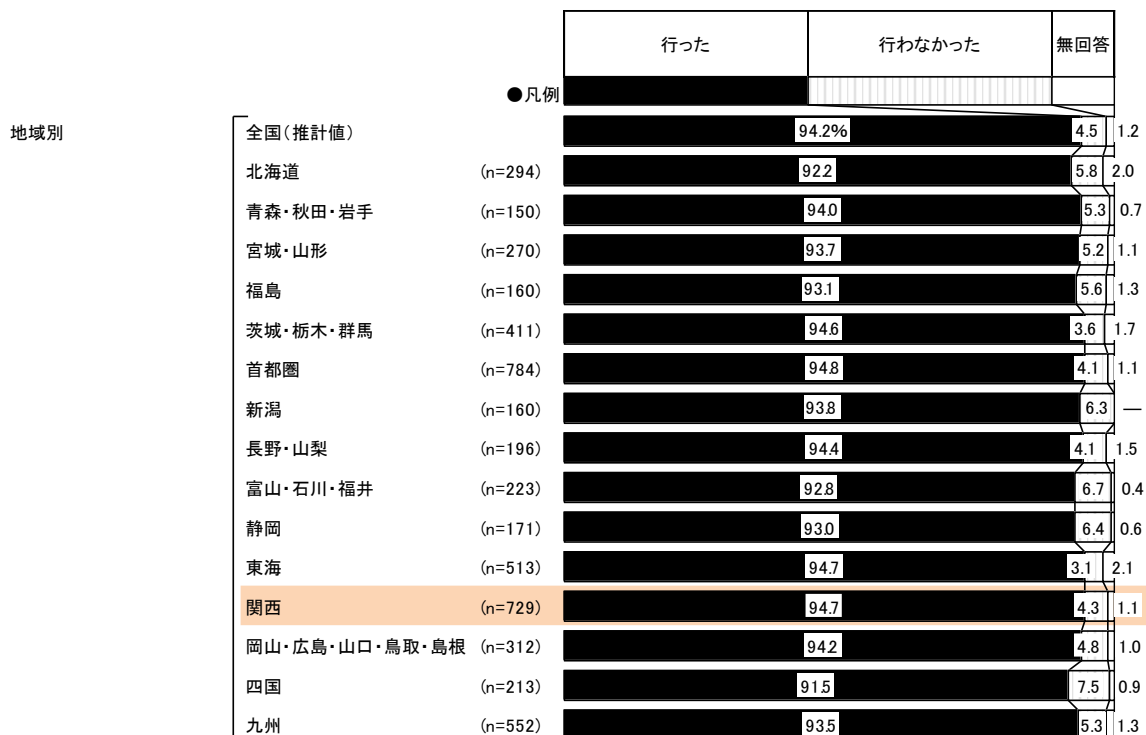 行った 行わなかった 無回答
●凡例
地域別 全国(推計値) 94.2% 4.5 1.2
北海道 (n=294) 92.2 5.8 2.0
青森・秋田・岩手 (n=150) 94.0 5.3 0.7
宮城・山形 (n=270) 93.7 5.2 1.1
福島 (n=160) 93.1 5.6 1.3
茨城・栃木・群馬 (n=411) 94.6 3.6 1.7
首都圏 (n=784) 94.8 4.1 1.1
新潟 (n=160) 93.8 6.3 ―
長野・山梨 (n=196) 94.4 4.1 1.5
富山・石川・福井 (n=223) 92.8 6.7 0.4
静岡 (n=171) 93.0 6.4 0.6
東海 (n=513) 94.7 3.1 2.1
関西 (n=729) 94.7 4.3 1.1
岡山・広島・山口・鳥取・島根 (n=312) 94.2 4.8 1.0
四国 (n=213) 91.5 7.5 0.9
九州 (n=552) 93.5 5.3 1.3